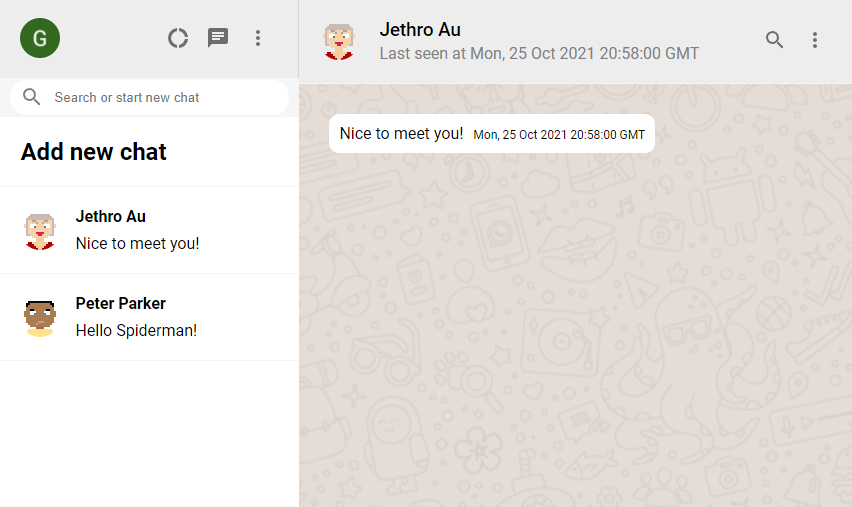 G
Search or start new chat
Add new chat
Jethro Au
Nice to meet you!
Peter Parker
Hello Spiderman!
Jethro Au
Last seen at Mon, 25 Oct 2021 20:58:00 GMT
Nice to meet you! Mon, 25 Oct 2021 20:58:00 GMT